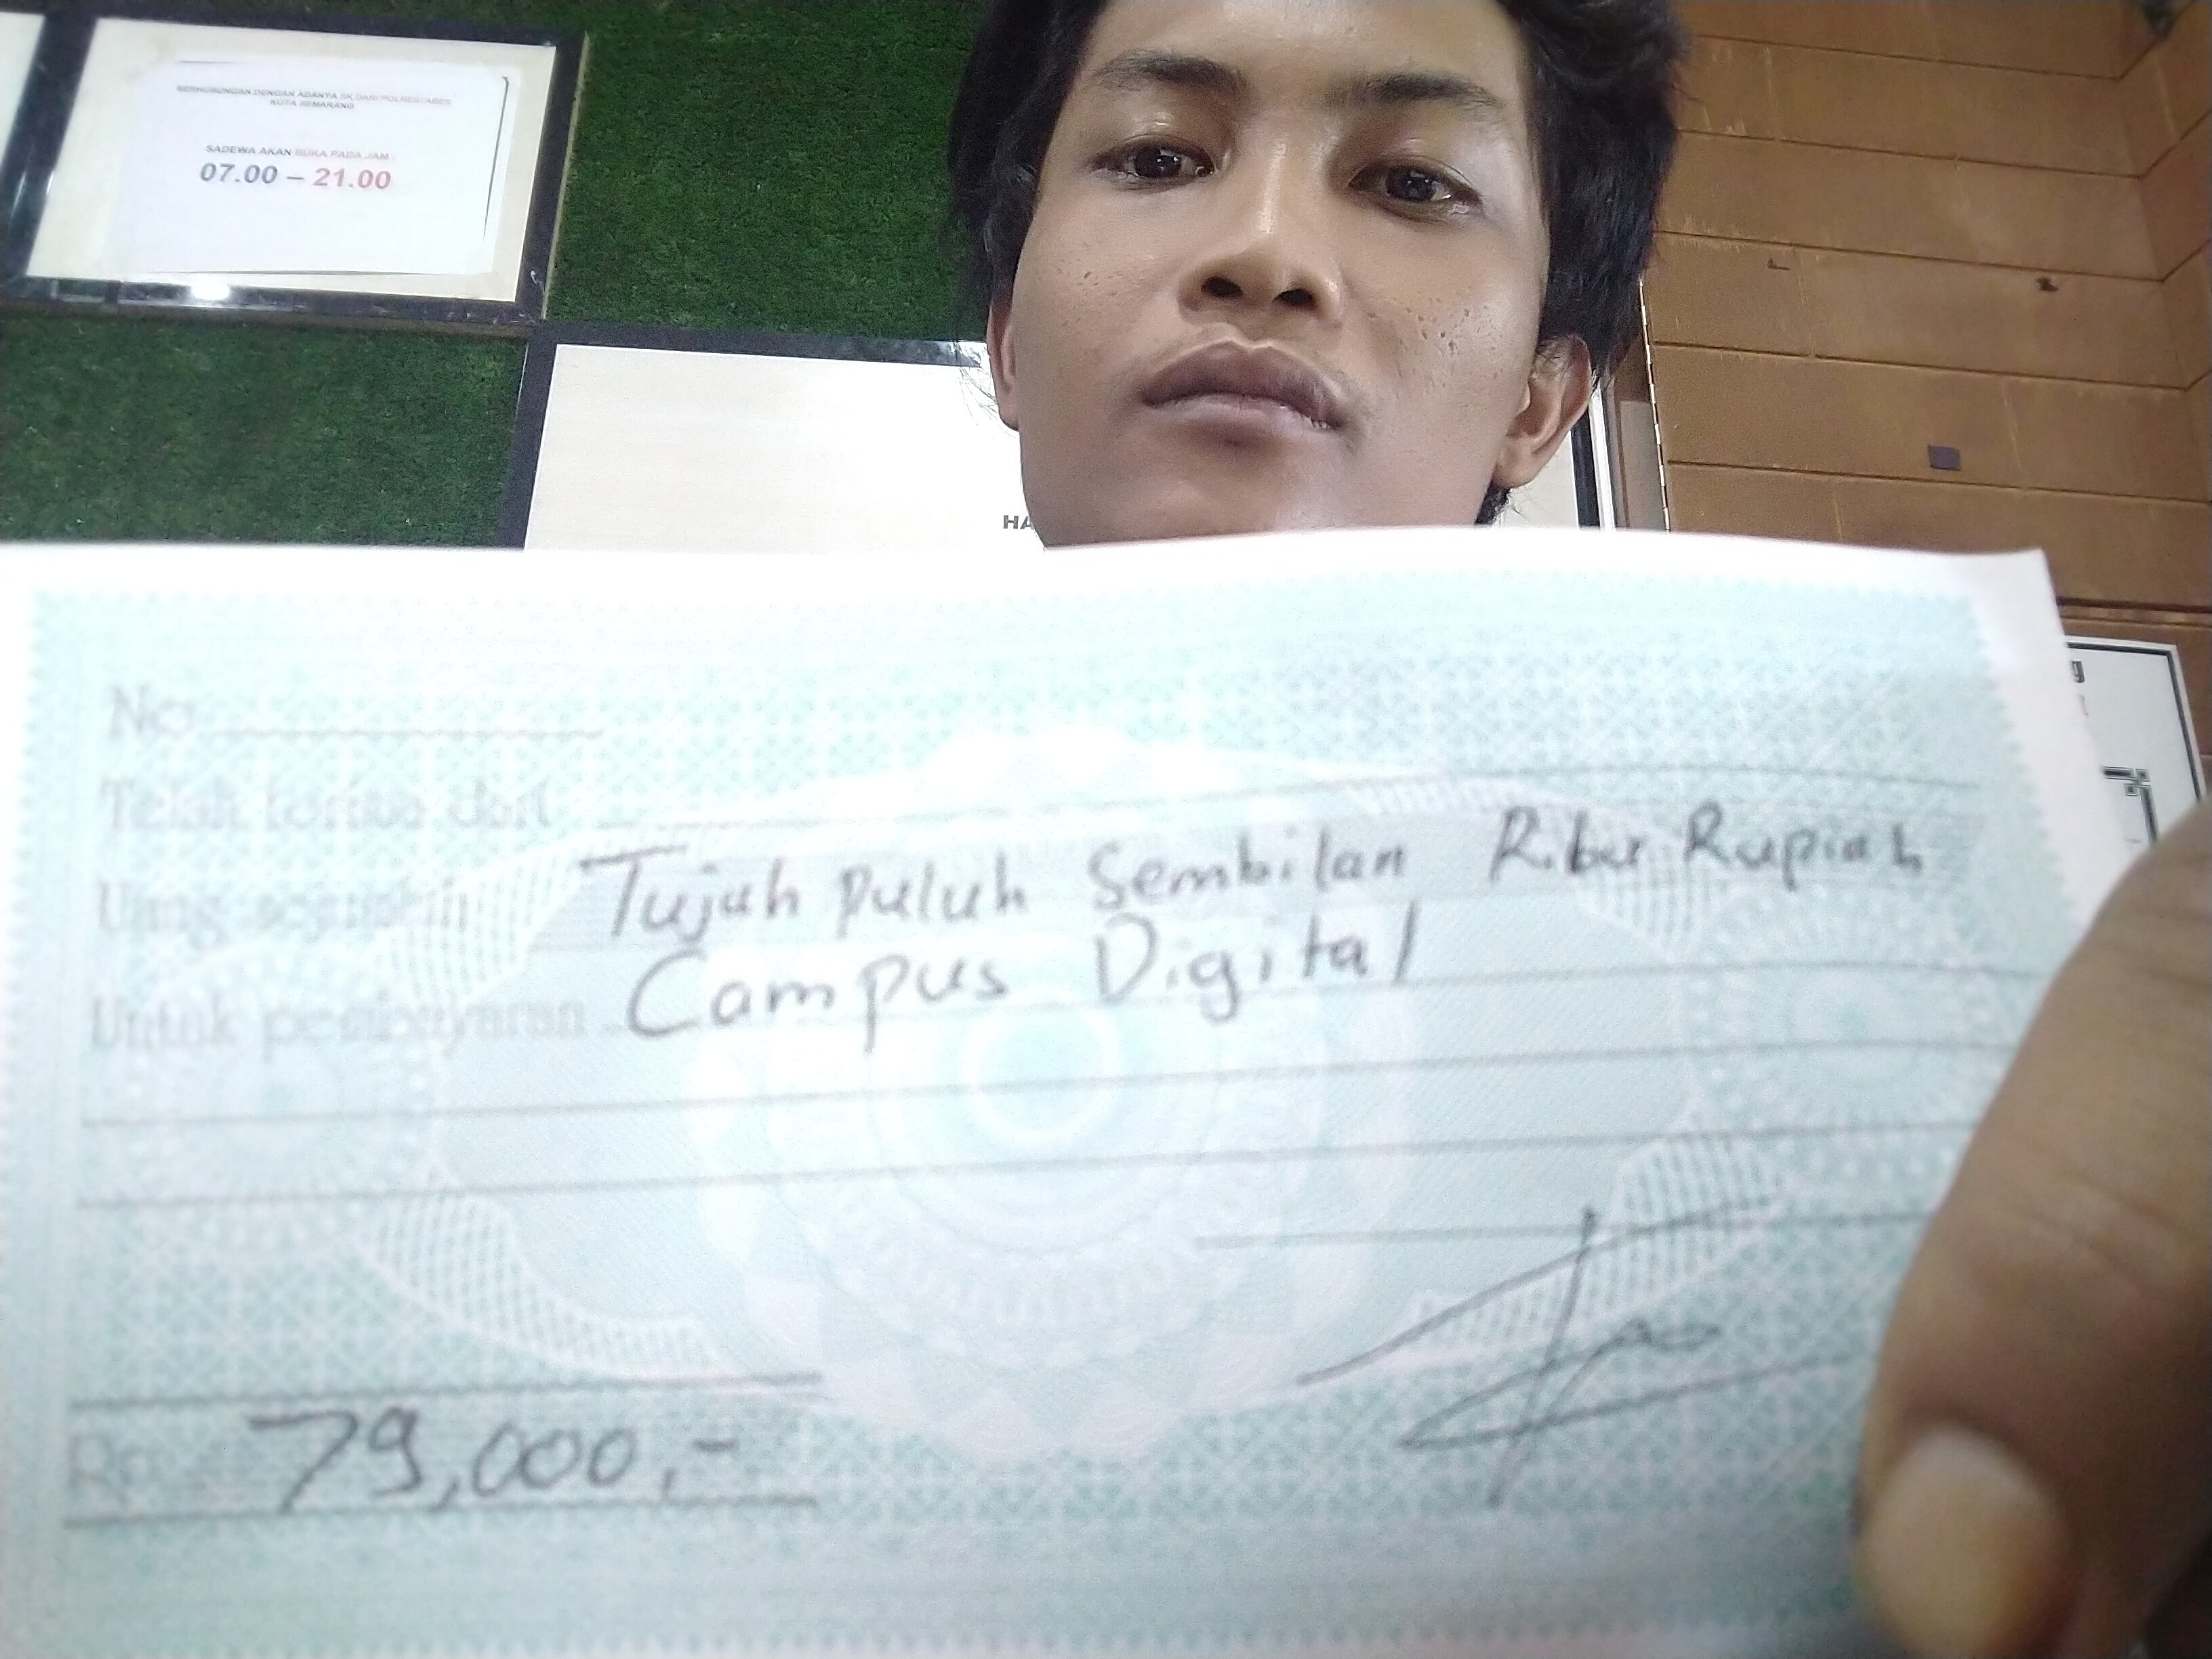 BERHUBUNGAN DENGAN ADANYA SK DARI POLRESTABES
KOTA SEMARANG
SADEWA AKAN BUKA PADA JAM :
07.00 – 21.00
HA
No
Telah terima dari
Uang sejumlah Tujuh puluh Sembilan Ribu Rupiah
Untuk pembayaran Campus Digital
Rp. 79,000,-
g